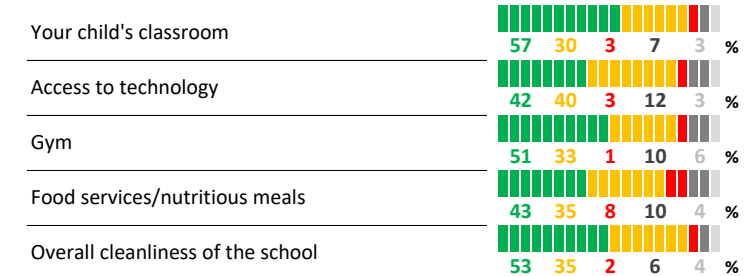 Your child's classroom
57 30 3 7 3 %
Access to technology
42 40 3 12 3 %
Gym
51 33 1 10 6 %
Food services/nutritious meals
43 35 8 10 4 %
Overall cleanliness of the school
53 35 2 6 4 %